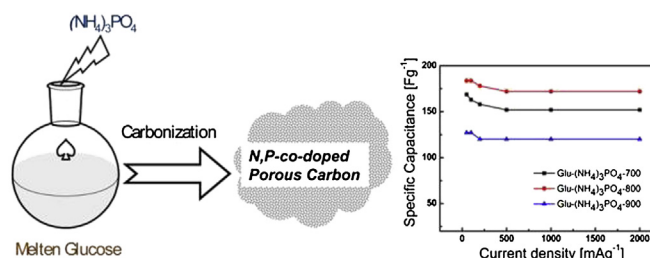 (NH4)3PO4
Carbonization
N,P-co-doped
Porous Carbon
Melten Glucose
Specific Capacitance [Fg-1]
200
150
100
50
Glu-(NH4)3PO4-700
Glu-(NH4)3PO4-800
Glu-(NH4)3PO4-900
0
500
1000
1500
2000
Current density [mAg-1]